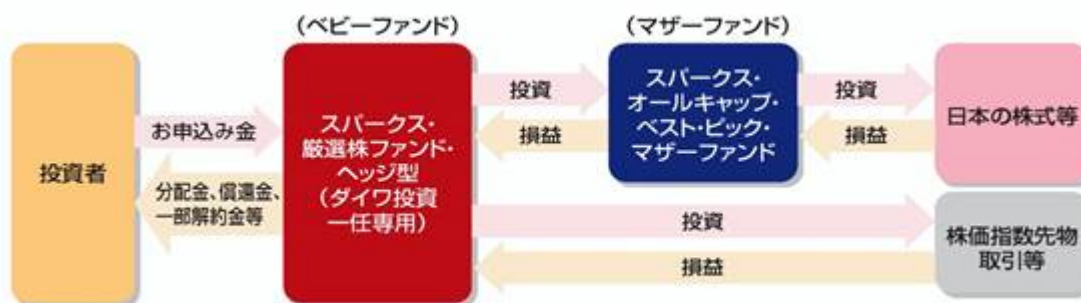 (ベビーファンド)
(マザーファンド)
投資者
お申込み金
分配金、償還金、
一部解約金等
スパークス・
厳選株ファンド・
ヘッジ型
(ダイワ投資
一任専用)
投資
損益
スパークス・
オールキャップ・
ベスト・ピック・
マザーファンド
投資
損益
日本の株式等
投資
損益
株価指数先物
取引等